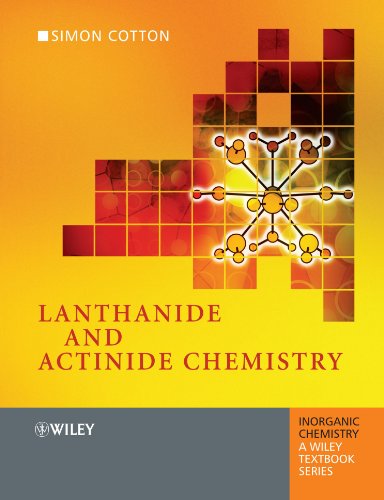 SIMON COTTON
LANTHANIDE
AND
ACTINIDE CHEMISTRY
WILEY
INORGANIC
CHEMISTRY
A WILEY
TEXTBOOK
SERIES